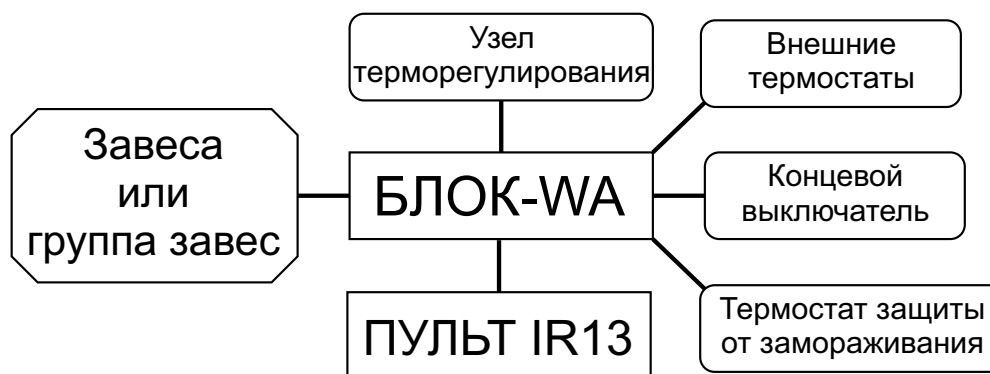 Узел
терморегулирования
Внешние
термостаты
Завеса
или
группа завес
БЛОК-WA
Концевой
выключатель
ПУЛЬТ IR13
Термостат защиты
от замораживания